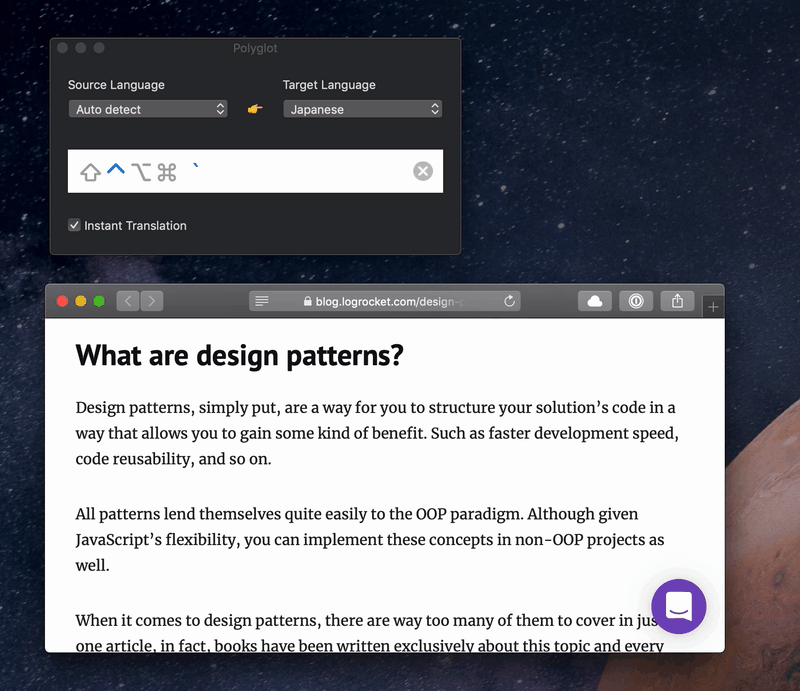 Polyglot
Source Language
Target Language
Auto detect
Japanese
⇧ ⌃ ⌥ ⌘ `
Instant Translation
blog.logrocket.com/design-
What are design patterns?
Design patterns, simply put, are a way for you to structure your solution’s code in a
way that allows you to gain some kind of benefit. Such as faster development speed,
code reusability, and so on.
All patterns lend themselves quite easily to the OOP paradigm. Although given
JavaScript’s flexibility, you can implement these concepts in non-OOP projects as
well.
When it comes to design patterns, there are way too many of them to cover in just
one article, in fact, books have been written exclusively about this topic and every